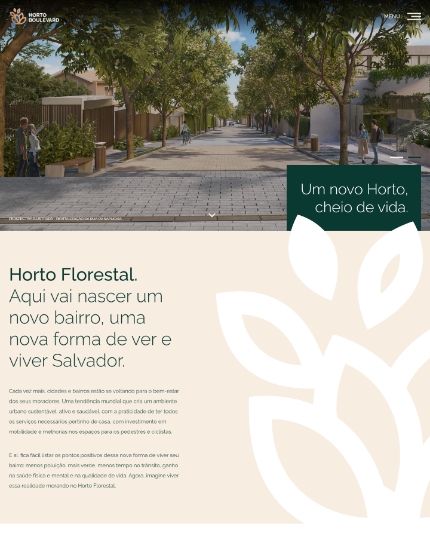 HORTO
BOULEVARD
MENU
Um novo Horto,
cheio de vida.
Horto Florestal.
Aqui vai nascer um
novo bairro, uma
nova forma de ver e
viver Salvador.
Cada vez mais, cidades e bairros estão se voltando para o bem-estar
dos seus moradores. Uma tendência mundial que cria um ambiente
urbano sustentável, ativo e saudável, com a praticidade de ter todos
os serviços necessários pertinho de casa, com investimento em
mobilidade e melhorias nos espaços para os pedestres e ciclistas.
E aí, fica fácil listar os pontos positivos dessa nova forma de viver seu
bairro: menos poluição, mais verde, menos tempo no trânsito, ganho
na saúde física e mental e na qualidade de vida. Agora, imagine viver
essa realidade morando no Horto Florestal.